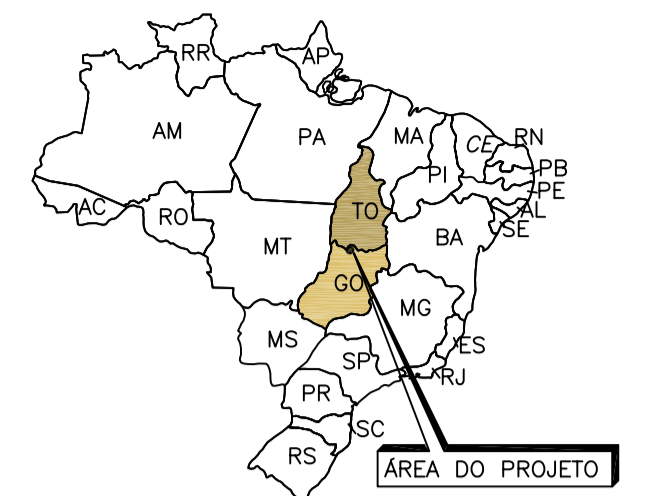 RR
AP
AM
PA
MA
CE
RN
PI
PB
PE
AC
RO
TO
AL
SE
MT
BA
GO
MG
MS
ES
SP
RJ
PR
SC
RS
ÁREA DO PROJETO